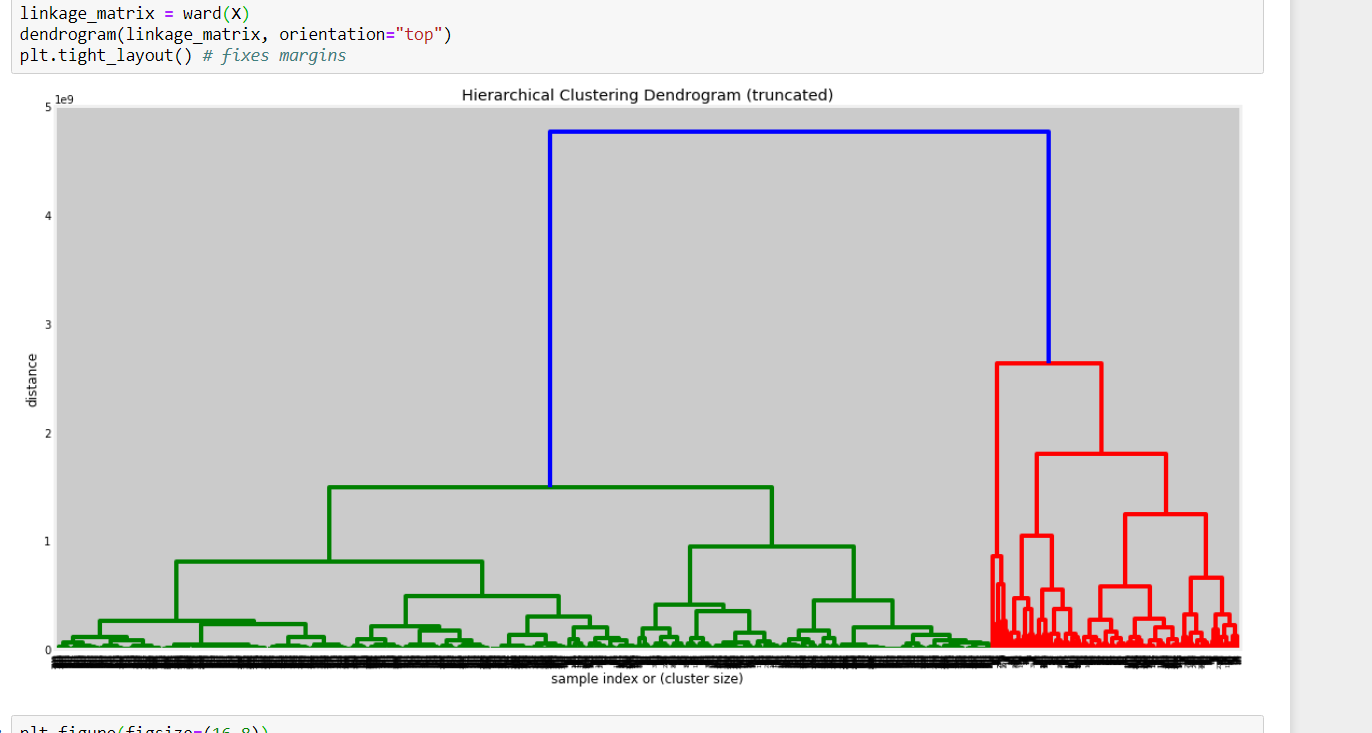 linkage_matrix = ward(X)
dendrogram(linkage_matrix, orientation="top")
plt.tight_layout() # fixes margins
Hierarchical Clustering Dendrogram (truncated)
1e9
5
4
3
2
1
0
distance
sample index or (cluster size)
plt.figure(figsize=(16,8))